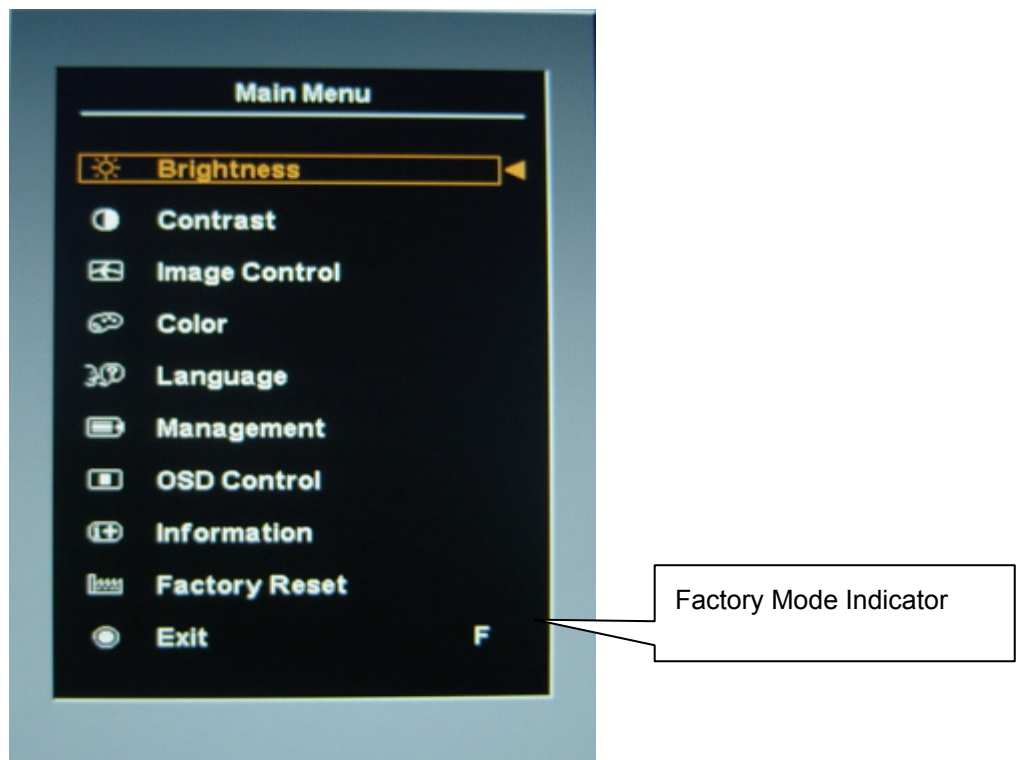 Main Menu
Brightness
Contrast
Image Control
Color
Language
Management
OSD Control
Information
Factory Reset
Exit F
Factory Mode Indicator